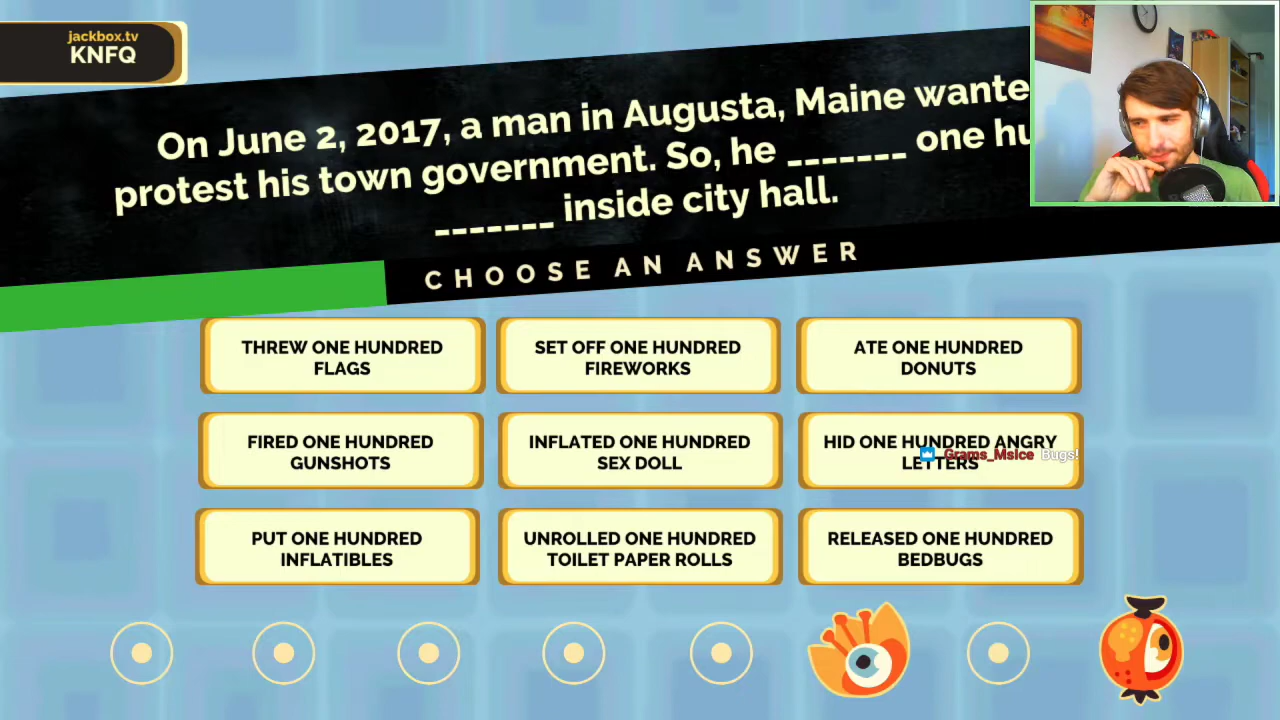 jackbox.tv
KNFQ
On June 2, 2017, a man in Augusta, Maine wante
protest his town government. So, he _______ one hu
_______ inside city hall.
CHOOSE AN ANSWER
THREW ONE HUNDRED
FLAGS
SET OFF ONE HUNDRED
FIREWORKS
ATE ONE HUNDRED
DONUTS
FIRED ONE HUNDRED
GUNSHOTS
INFLATED ONE HUNDRED
SEX DOLL
HID ONE HUNDRED ANGRY
LETTERS
Grams_Msice Bugs!
PUT ONE HUNDRED
INFLATIBLES
UNROLLED ONE HUNDRED
TOILET PAPER ROLLS
RELEASED ONE HUNDRED
BEDBUGS